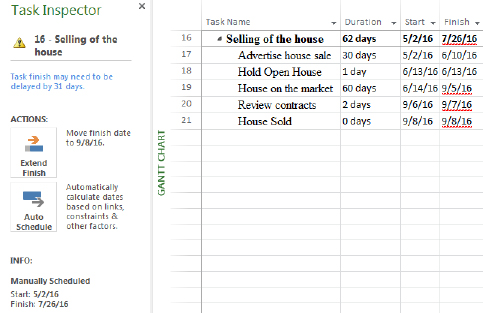 Task Inspector
16 - Selling of the house
Task finish may need to be delayed by 31 days.
ACTIONS:
Extend Finish
Move finish date to 9/8/16.
Auto Schedule
Automatically calculate dates based on links, constraints & other factors.
INFO:
Manually Scheduled
Start: 5/2/16
Finish: 7/26/16
GANTT CHART
Task Name Duration Start Finish
16 Selling of the house 62 days 5/2/16 7/26/16
17 Advertise house sale 30 days 5/2/16 6/10/16
18 Hold Open House 1 day 6/13/16 6/13/16
19 House on the market 60 days 6/14/16 9/5/16
20 Review contracts 2 days 9/6/16 9/7/16
21 House Sold 0 days 9/8/16 9/8/16